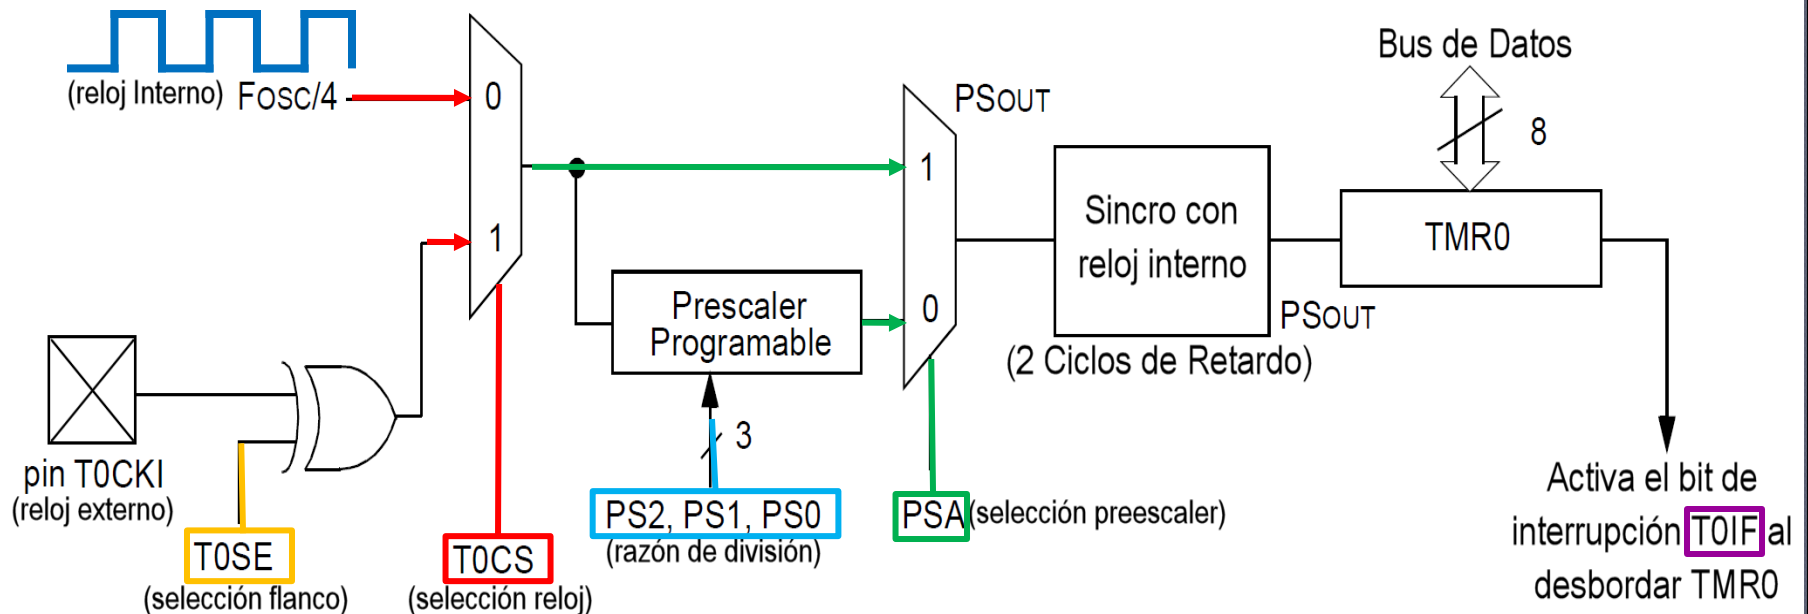 (reloj Interno) FOSC/4
0
1
pin T0CKI
(reloj externo)
T0SE
(selección flanco)
T0CS
(selección reloj)
Prescaler
Programable
3
PS2, PS1, PS0
(razón de división)
PSOUT
1
0
PSA (selección preescaler)
Sincro con
reloj interno
(2 Ciclos de Retardo)
PSOUT
Bus de Datos
8
TMR0
Activa el bit de
interrupción T0IF al
desbordar TMR0